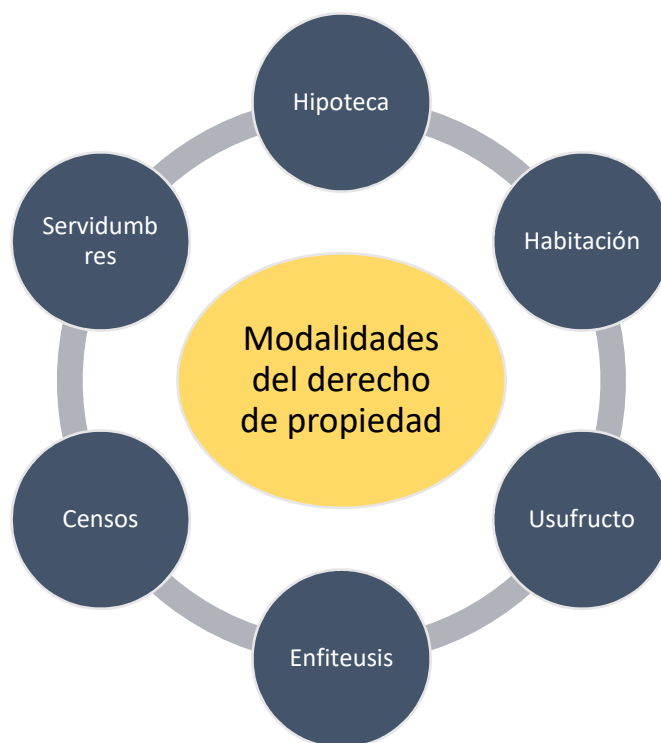 Hipoteca
Habitación
Usufructo
Enfiteusis
Censos
Servidumb
res
Modalidades
del derecho
de propiedad